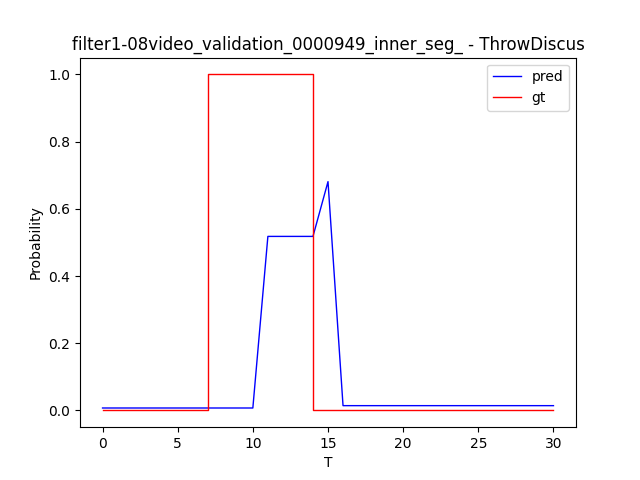 filter1-08video_validation_0000949_inner_seg_ - ThrowDiscus
pred
gt
1.0
0.8
0.6
0.4
0.2
0.0
Probability
0
5
10
15
20
25
30
T